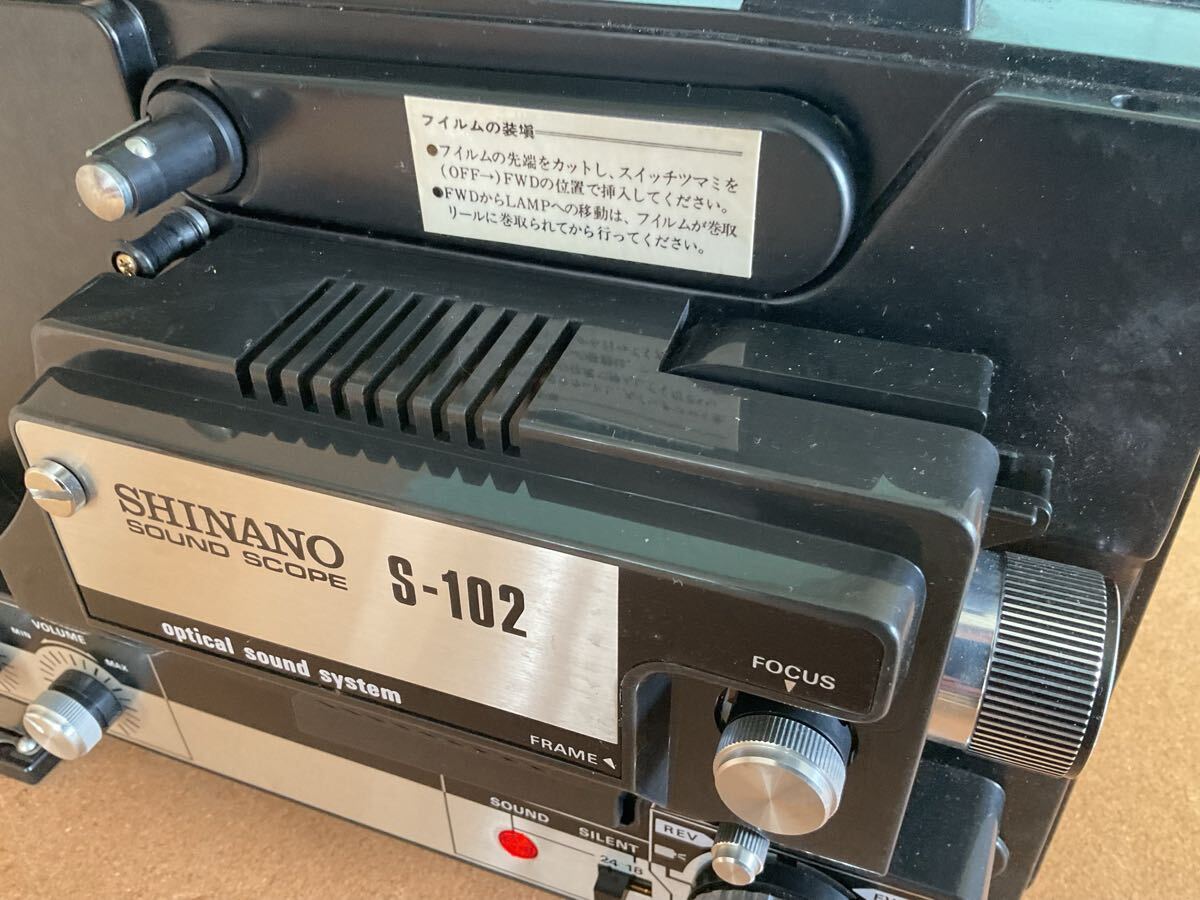 フイルムの装塡
●フイルムの先端をカットし、スイッチツマミを
(OFF→)FWDの位置で挿入してください。
●FWDからLAMPへの移動は、フイルムが巻取
リールに巻取られてから行ってください。
SHINANO
SOUND SCOPE
S-102
optical sound system
FOCUS
FRAME
MIN
VOLUME
MAX
SOUND
SILENT
24 18
REV